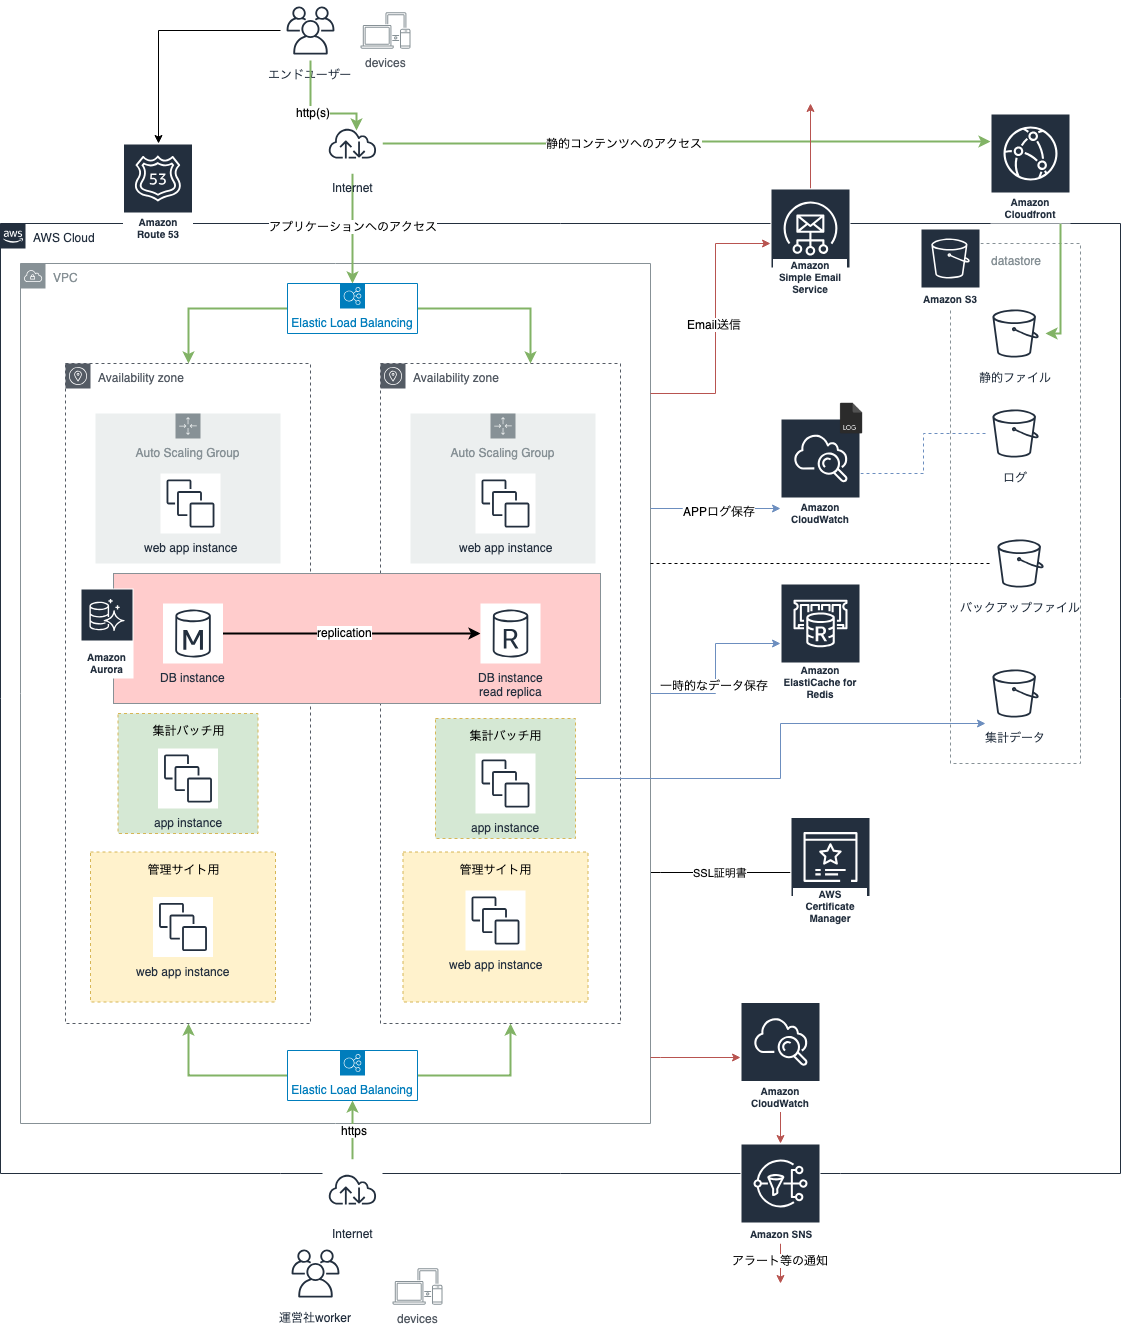 エンドユーザー
devices
http(s)
Internet
静的コンテンツへのアクセス
53
Amazon
Route 53
Amazon
Cloudfront
アプリケーションへのアクセス
aws
AWS Cloud
VPC
Elastic Load Balancing
Amazon
Simple Email
Service
Amazon S3
datastore
Email送信
静的ファイル
Availability zone
Availability zone
Auto Scaling Group
Auto Scaling Group
web app instance
web app instance
LOG
ログ
APPログ保存
Amazon
CloudWatch
バックアップファイル
Amazon
Aurora
M
DB instance
replication
R
DB instance
read replica
R
Amazon
ElastiCache for
Redis
一時的なデータ保存
集計データ
集計バッチ用
app instance
集計バッチ用
app instance
管理サイト用
web app instance
管理サイト用
web app instance
SSL証明書
AWS
Certificate
Manager
Elastic Load Balancing
https
Amazon
CloudWatch
Internet
Amazon SNS
アラート等の通知
運営社worker
devices